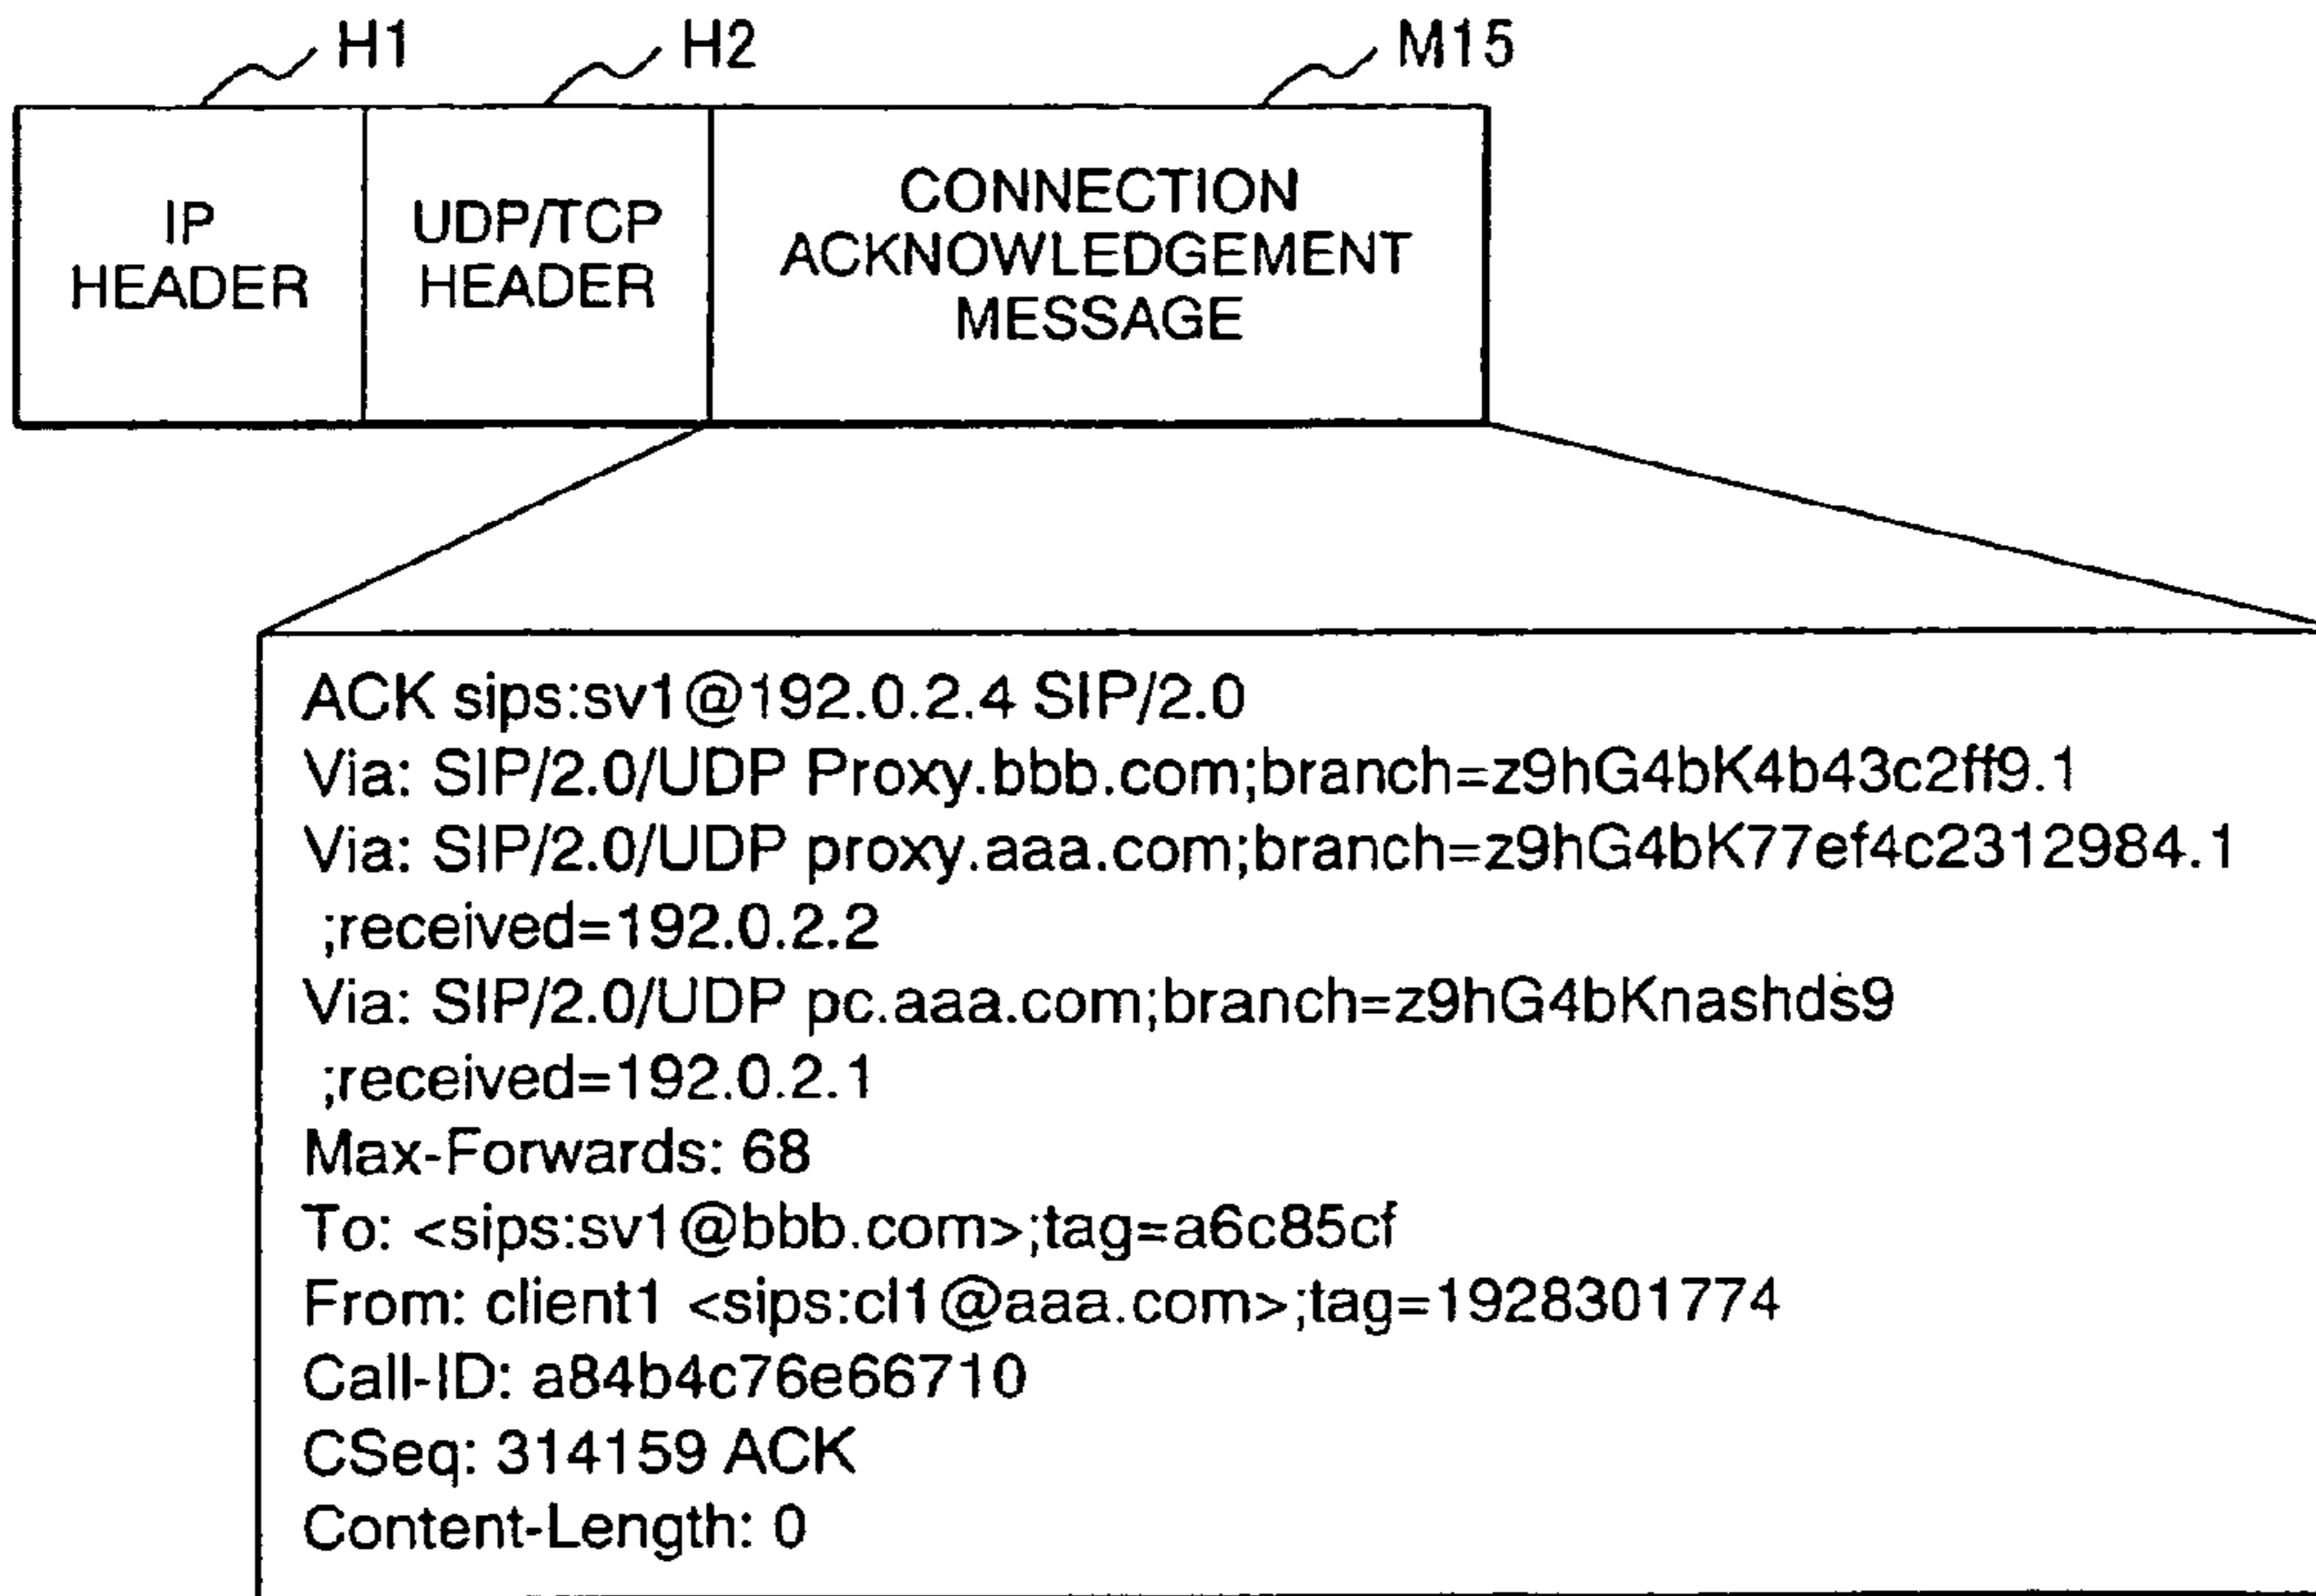 H1
H2
M15
IP
HEADER
UDP/TCP
HEADER
CONNECTION
ACKNOWLEDGEMENT
MESSAGE
ACK sips:sv1@192.0.2.4 SIP/2.0
Via: SIP/2.0/UDP Proxy.bbb.com;branch=z9hG4bK4b43c2ff9.1
Via: SIP/2.0/UDP proxy.aaa.com;branch=z9hG4bK77ef4c2312984.1
;received=192.0.2.2
Via: SIP/2.0/UDP pc.aaa.com;branch=z9hG4bKnashds9
;received=192.0.2.1
Max-Forwards: 68
To: <sips:sv1@bbb.com>;tag=a6c85cf
From: client1 <sips:cl1@aaa.com>;tag=1928301774
Call-ID: a84b4c76e66710
CSeq: 314159 ACK
Content-Length: 0